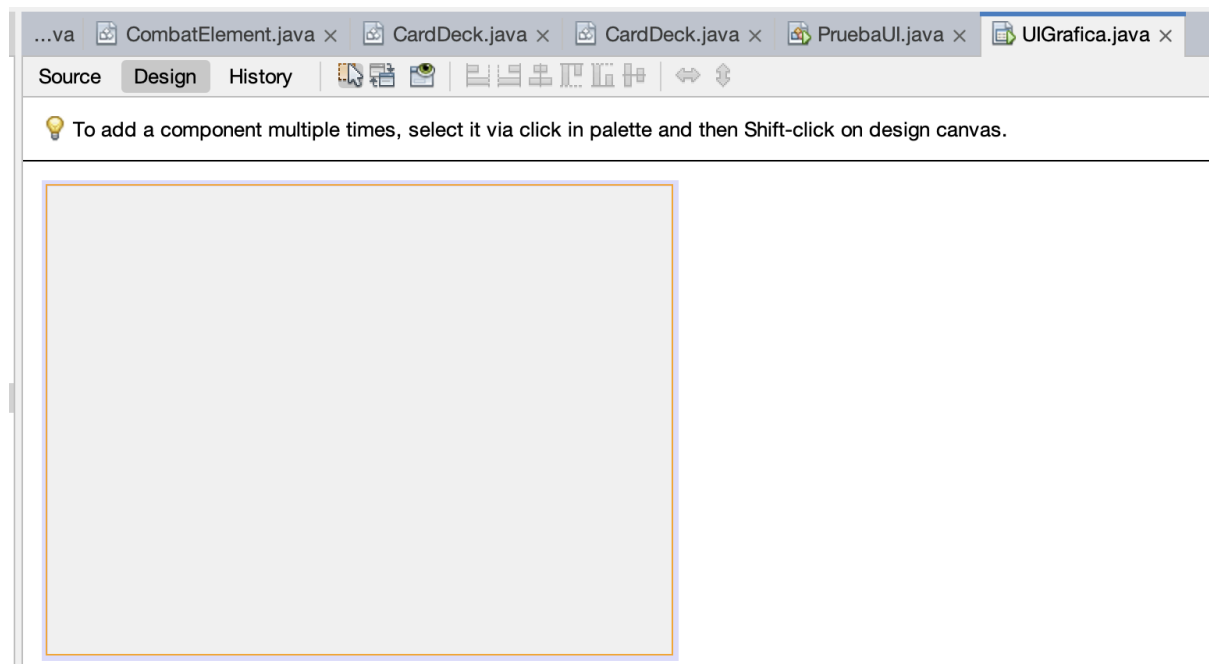 ...va CombatElement.java × CardDeck.java × CardDeck.java × PruebaUI.java × UIGrafica.java ×
Source Design History
To add a component multiple times, select it via click in palette and then Shift-click on design canvas.